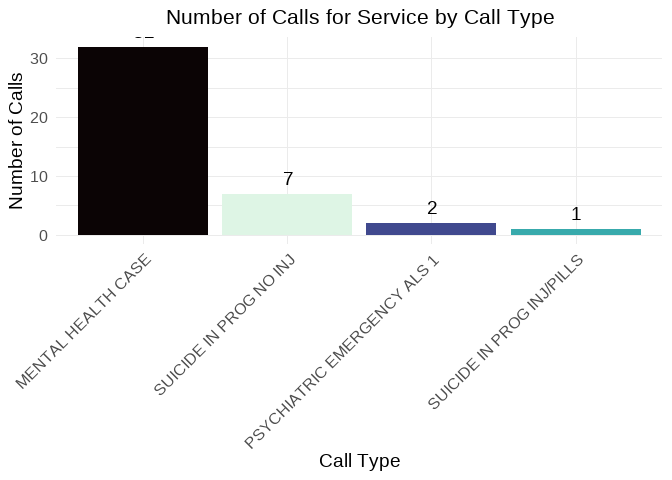 Number of Calls for Service by Call Type
Number of Calls
30
20
10
0
7
2
1
MENTAL HEALTH CASE
SUICIDE IN PROG NO INJ
PSYCHIATRIC EMERGENCY ALS 1
SUICIDE IN PROG INJ/PILLS
Call Type